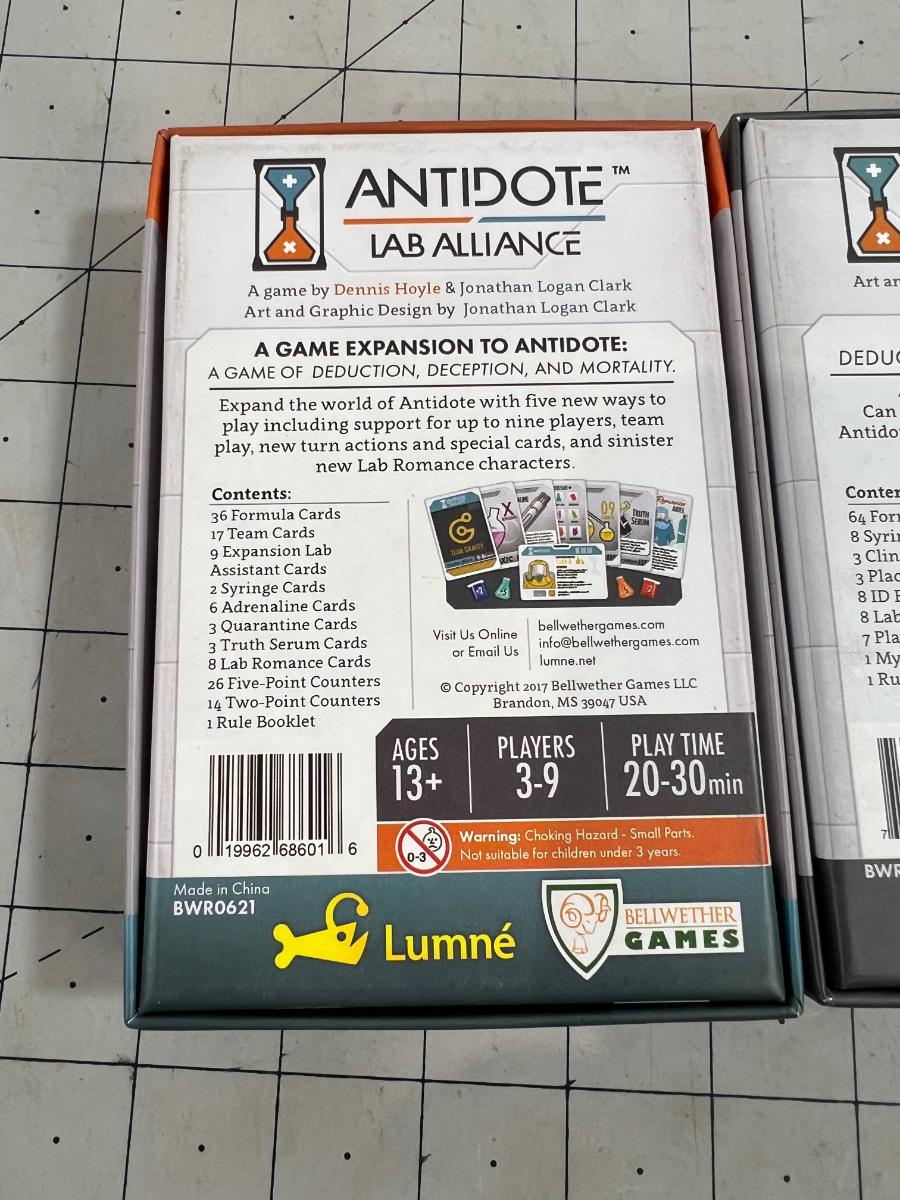 ANTIDOTE™
LAB ALLIANCE
A game by Dennis Hoyle & Jonathan Logan Clark
Art and Graphic Design by Jonathan Logan Clark
A GAME EXPANSION TO ANTIDOTE:
A GAME OF DEDUCTION, DECEPTION, AND MORTALITY.
Expand the world of Antidote with five new ways to
play including support for up to nine players, team
play, new turn actions and special cards, and sinister
new Lab Romance characters.
Contents:
36 Formula Cards
17 Team Cards
9 Expansion Lab
Assistant Cards
2 Syringe Cards
6 Adrenaline Cards
3 Quarantine Cards
3 Truth Serum Cards
8 Lab Romance Cards
26 Five-Point Counters
14 Two-Point Counters
1 Rule Booklet
TEAM GRAVITY
X
09
TRUTH
SERUM
Romance
Visit Us Online
or Email Us
bellwethergames.com
info@bellwethergames.com
lumne.net
© Copyright 2017 Bellwether Games LLC
Brandon, MS 39047 USA
AGES
13+
PLAYERS
3-9
PLAY TIME
20-30min
0-3
Warning: Choking Hazard - Small Parts.
Not suitable for children under 3 years.
0 19962 68601 6
Made in China
BWR0621
Lumné
BELLWETHER
GAMES
Art
DEDUC
Can
Antido
Conten
64 For
8 Syri
3 Clin
3 Plac
8 ID
8 Lab
7 Pla
1 My
1 Ru
7
BWR